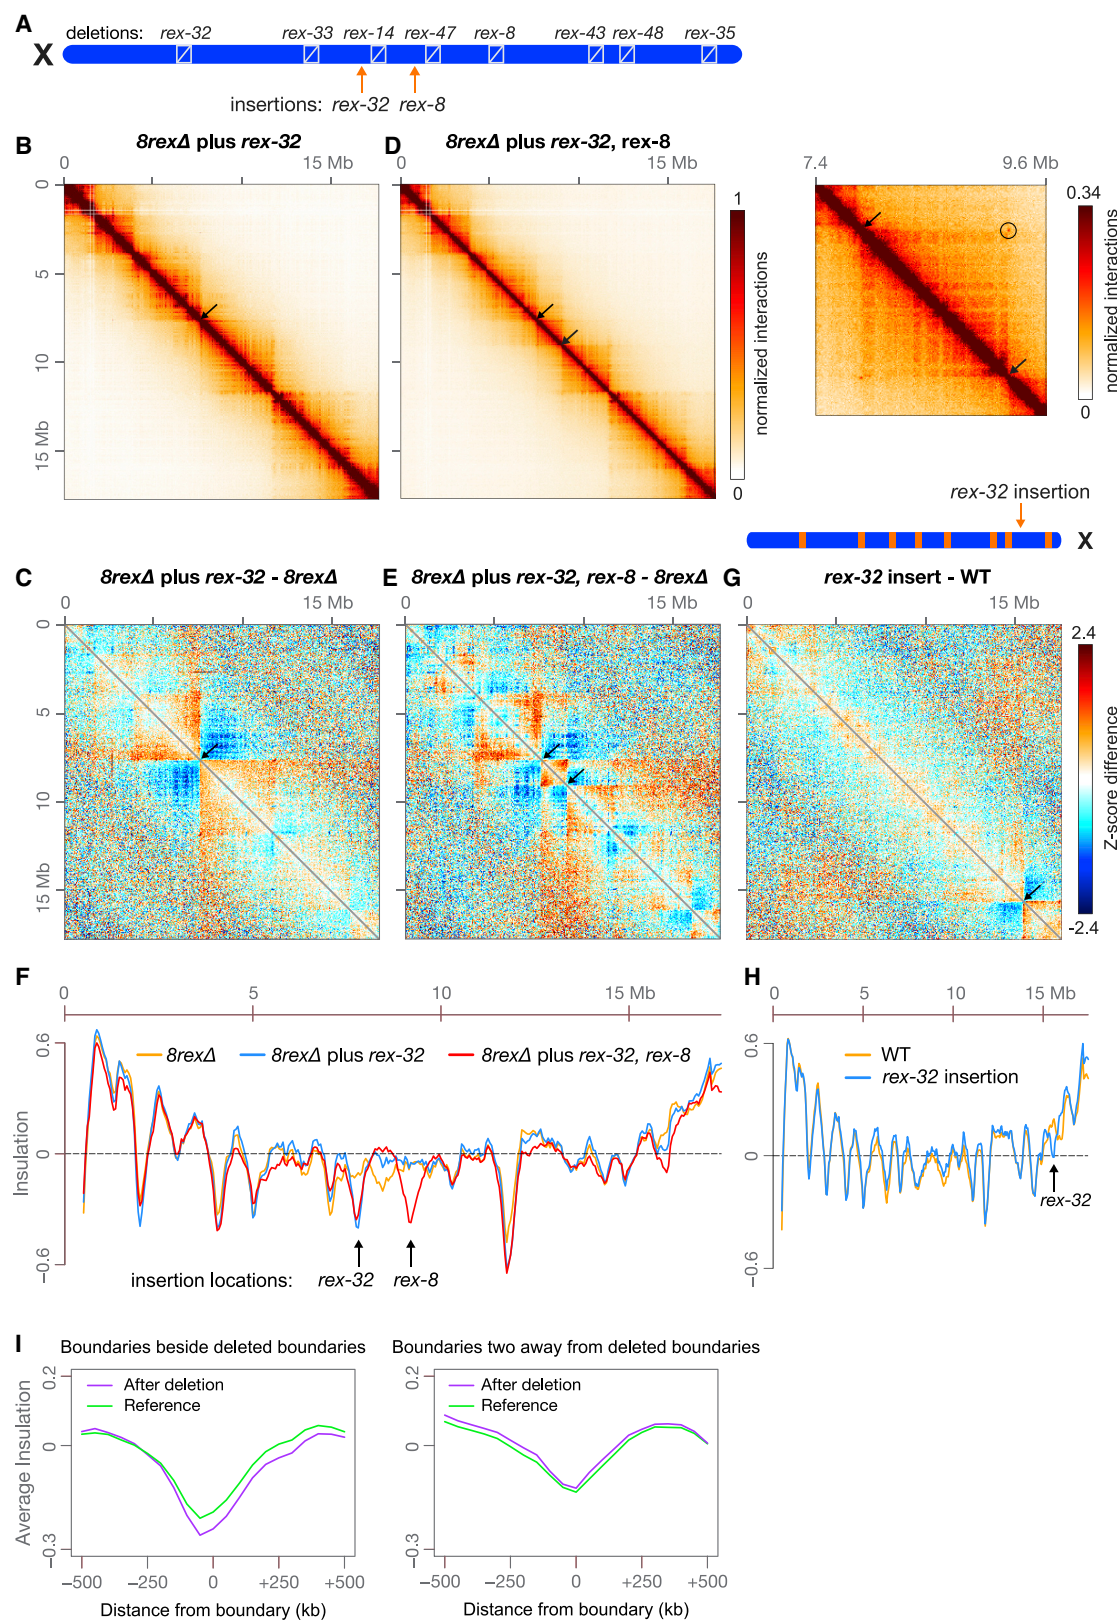 A
deletions: rex-32 rex-33 rex-14 rex-47 rex-8 rex-43 rex-48 rex-35
X
insertions: rex-32 rex-8
B
8rexΔ plus rex-32
0 15 Mb
0
5
10
15 Mb
D
8rexΔ plus rex-32, rex-8
0 15 Mb
1
normalized interactions
0
7.4 9.6 Mb
0.34
normalized interactions
0
rex-32 insertion
X
C
8rexΔ plus rex-32 - 8rexΔ
0 15 Mb
0
5
10
15 Mb
E
8rexΔ plus rex-32, rex-8 - 8rexΔ
0 15 Mb
G
rex-32 insert - WT
0 15 Mb
2.4
Z-score difference
-2.4
F
0 5 10 15 Mb
8rexΔ 8rexΔ plus rex-32 8rexΔ plus rex-32, rex-8
0.6
0
−0.6
Insulation
insertion locations: rex-32 rex-8
H
0 5 10 15 Mb
WT
rex-32 insertion
0.6
0
−0.6
rex-32
I
Boundaries beside deleted boundaries
After deletion
Reference
0.2
0
−0.3
Average Insulation
−500 −250 0 +250 +500
Distance from boundary (kb)
Boundaries two away from deleted boundaries
After deletion
Reference
0.2
0
−0.3
−500 −250 0 +250 +500
Distance from boundary (kb)